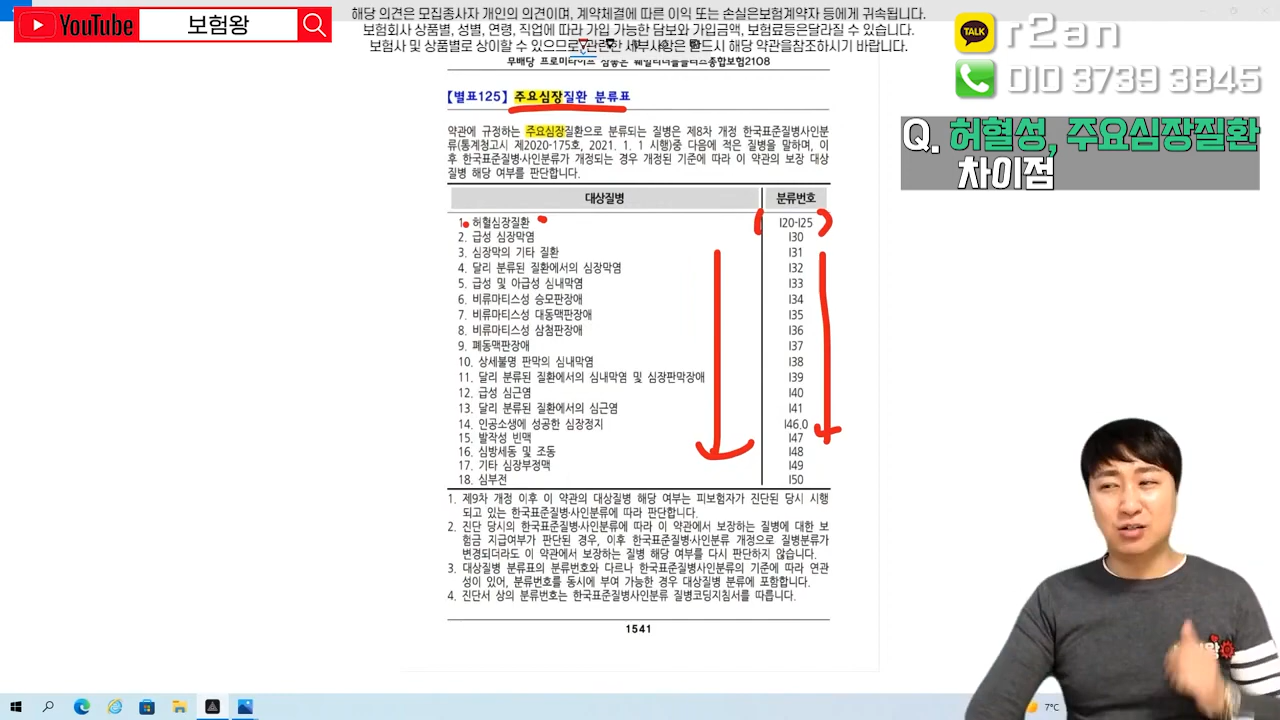 YouTube 보험왕
해당 의견은 모집종사자 개인의 의견이며, 계약체결에 따른 이익 또는 손실은보험계약자 등에게 귀속됩니다.
보험회사 상품별, 성별, 연령, 직업에 따라 가입 가능한 담보와 가입금액, 보험료등은달라질 수 있습니다.
보험사 및 상품별로 상이할 수 있으므로, 관련한 세부사항은 반드시 해당 약관을참조하시기 바랍니다.
TALK r2an
010 3739 3845
Q. 허혈성, 주요심장질환
차이점
【별표125】 주요심장질환 분류표
약관에 규정하는 주요심장질환으로 분류되는 질병은 제8차 개정 한국표준질병·사인분
류(통계청고시 제2020-175호, 2021. 1. 1 시행)중 다음에 적은 질병을 말하며, 이
후 한국표준질병·사인분류가 개정되는 경우 개정된 기준에 따라 이 약관의 보장 대상
질병 해당 여부를 판단합니다.
대상질병 분류번호
1. 허혈심장질환 I20-I25
2. 급성 심장막염 I30
3. 심장막의 기타 질환 I31
4. 달리 분류된 질환에서의 심장막염 I32
5. 급성 및 아급성 심내막염 I33
6. 비류마티스성 승모판장애 I34
7. 비류마티스성 대동맥판장애 I35
8. 비류마티스성 삼첨판장애 I36
9. 폐동맥판장애 I37
10. 상세불명 판막의 심내막염 I38
11. 달리 분류된 질환에서의 심내막염 및 심장판막장애 I39
12. 급성 심근염 I40
13. 달리 분류된 질환에서의 심근염 I41
14. 인공소생에 성공한 심장정지 I46.0
15. 발작성 빈맥 I47
16. 심방세동 및 조동 I48
17. 기타 심장부정맥 I49
18. 심부전 I50
1. 제9차 개정 이후 이 약관의 대상질병 해당 여부는 피보험자가 진단된 당시 시행
되고 있는 한국표준질병·사인분류에 따라 판단합니다.
2. 진단 당시의 한국표준질병·사인분류에 따라 이 약관에서 보장하는 질병에 대한 보
험금 지급여부가 판단된 경우, 이후 한국표준질병·사인분류 개정으로 질병분류가
변경되더라도 이 약관에서 보장하는 질병 해당 여부를 다시 판단하지 않습니다.
3. 대상질병 분류표의 분류번호와 다르나 한국표준질병·사인분류의 기준에 따라 연관
성이 있어, 분류번호를 동시에 부여 가능한 경우 대상질병 분류에 포함합니다.
4. 진단서 상의 분류번호는 한국표준질병사인분류 질병코딩지침서를 따릅니다.
1541
7°C